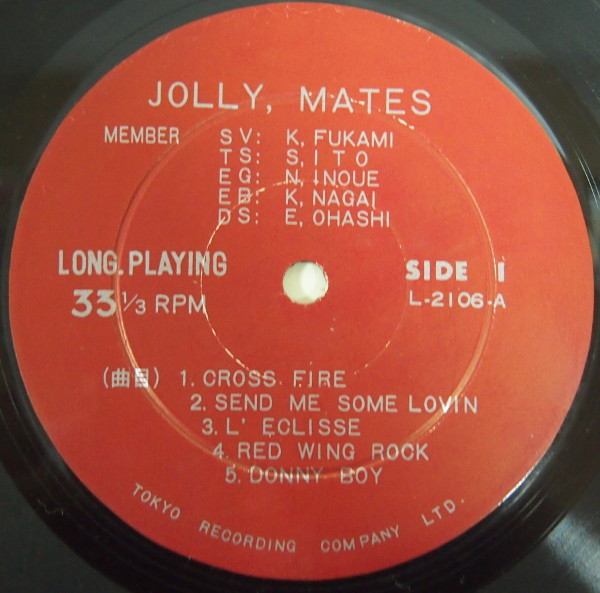 JOLLY, MATES
MEMBER SV: K, FUKAMI
TS: S, ITO
EG: N, INOUE
EB: K, NAGAI
DS: E, OHASHI
LONG. PLAYING SIDE 1
33 1/3 RPM L-2106-A
(曲目) 1. CROSS FIRE
2. SEND ME SOME LOVIN
3. L' ECLISSE
4. RED WING ROCK
5. DONNY BOY
TOKYO RECORDING COMPANY LTD.